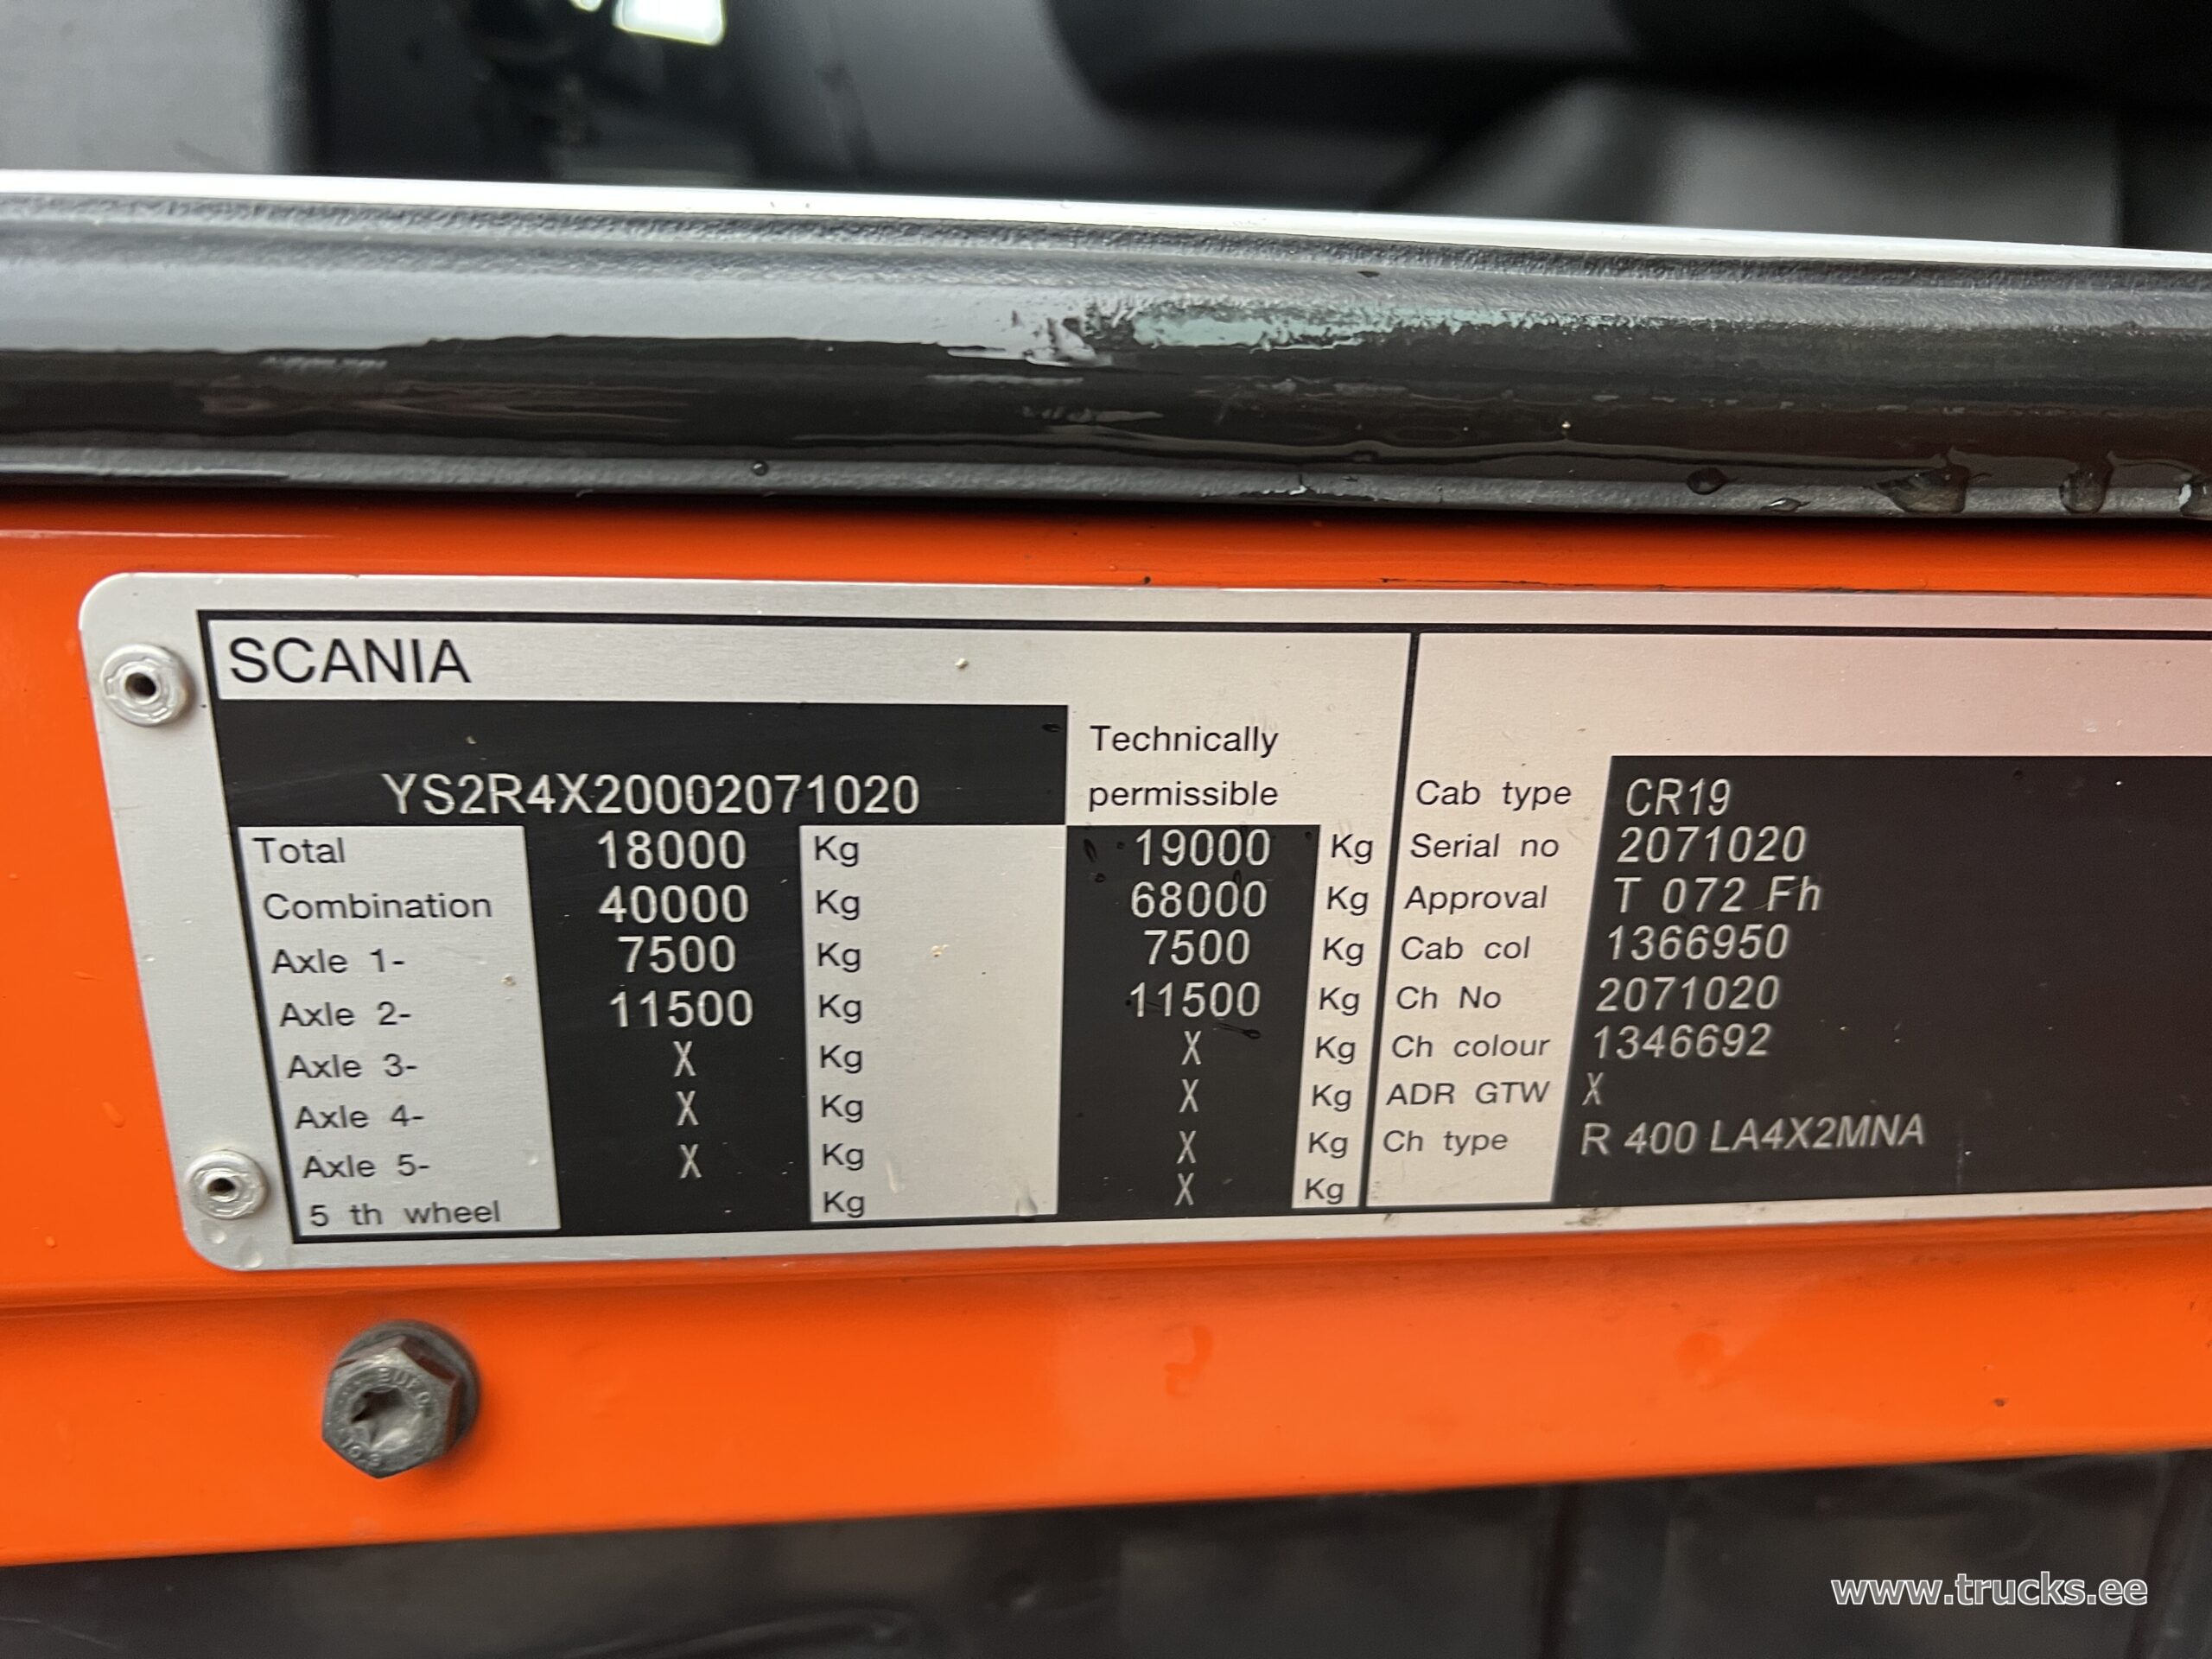 SCANIA
YS2R4X20002071020
Technically
permissible
Total 18000 Kg 19000 Kg
Combination 40000 Kg 68000 Kg
Axle 1- 7500 Kg 7500 Kg
Axle 2- 11500 Kg 11500 Kg
Axle 3- X Kg X Kg
Axle 4- X Kg X Kg
Axle 5- X Kg X Kg
5 th wheel Kg X Kg
Cab type CR19
Serial no 2071020
Approval T 072 Fh
Cab col 1366950
Ch No 2071020
Ch colour 1346692
ADR GTW X
Ch type R 400 LA4X2MNA
BUFO
10.9
www.trucks.ee